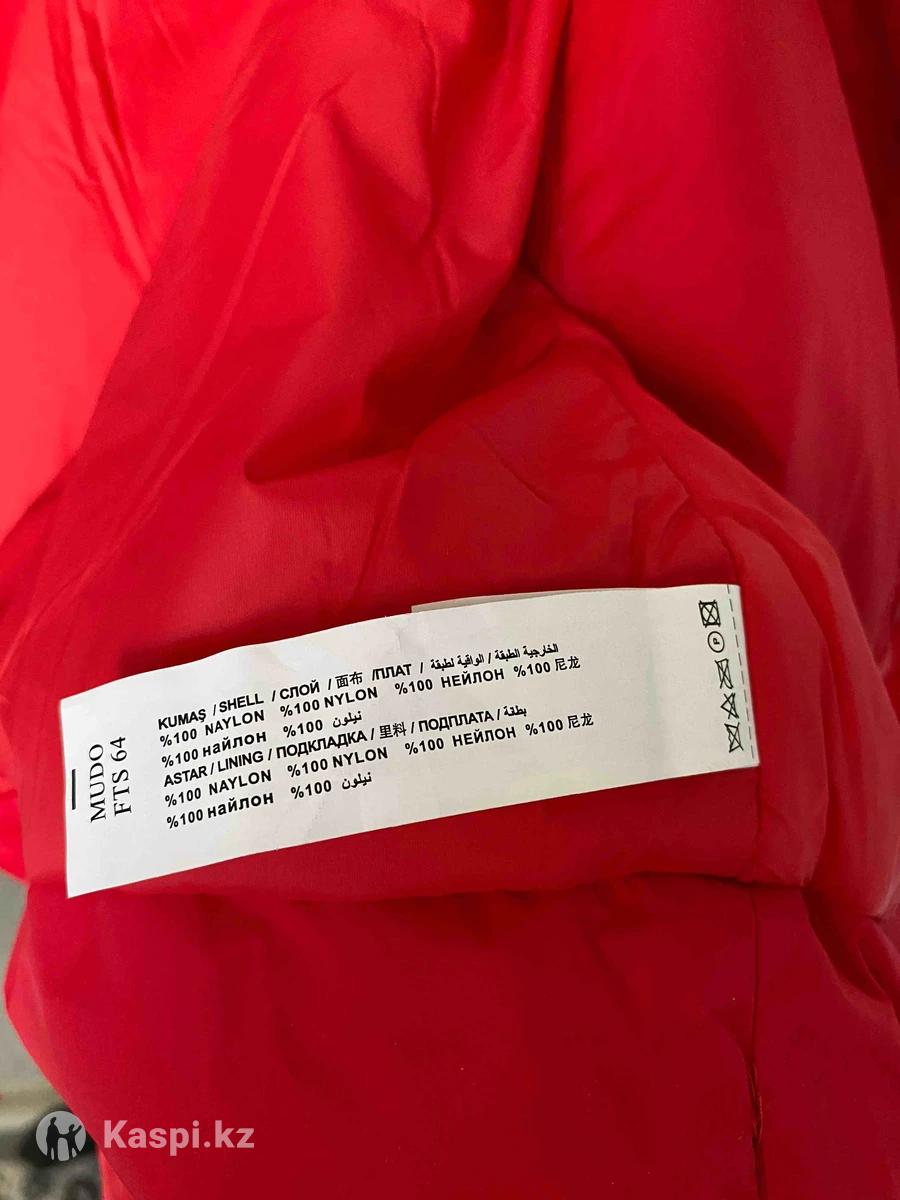 MUDO
FTS 64
KUMAŞ / SHELL / СЛОЙ / 面布 /ПЛАТ / الخارجية الطبقة / الواقية لطبقة
%100 NAYLON %100 NYLON %100 НЕЙЛОН %100 尼龙
%100 найлон %100 نيلون
ASTAR / LINING / ПОДКЛАДКА / 里料 / ПОДПЛАТА / بطقة
%100 NAYLON %100 NYLON %100 НЕЙЛОН %100 尼龙
%100 найлон %100 نيلون
P
Kaspi.kz